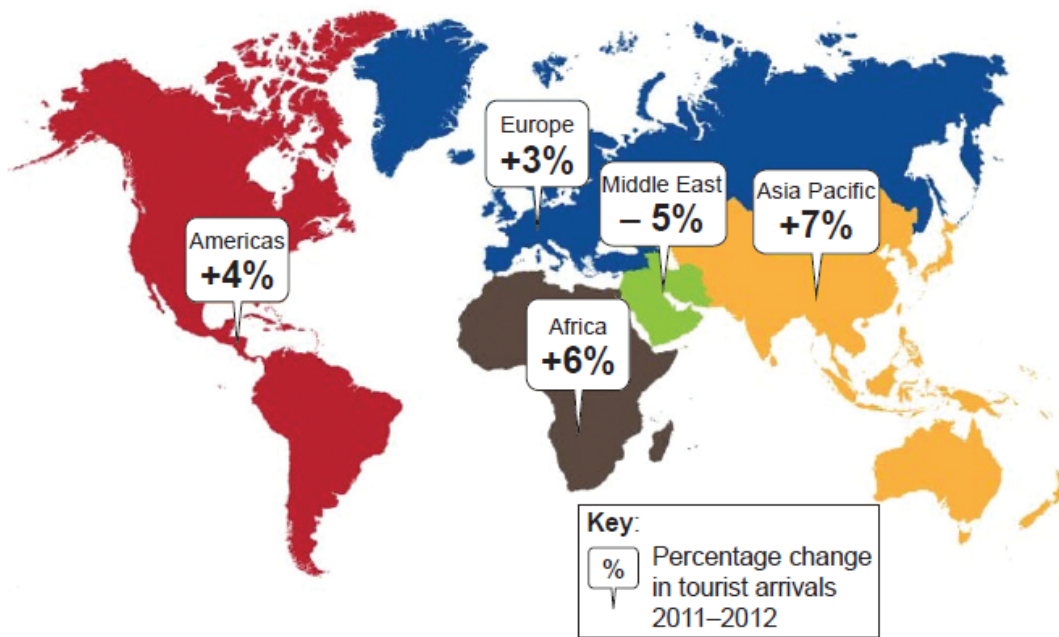 Europe
+3%
Middle East
– 5%
Asia Pacific
+7%
Americas
+4%
Africa
+6%
Key:
%
Percentage change
in tourist arrivals
2011–2012